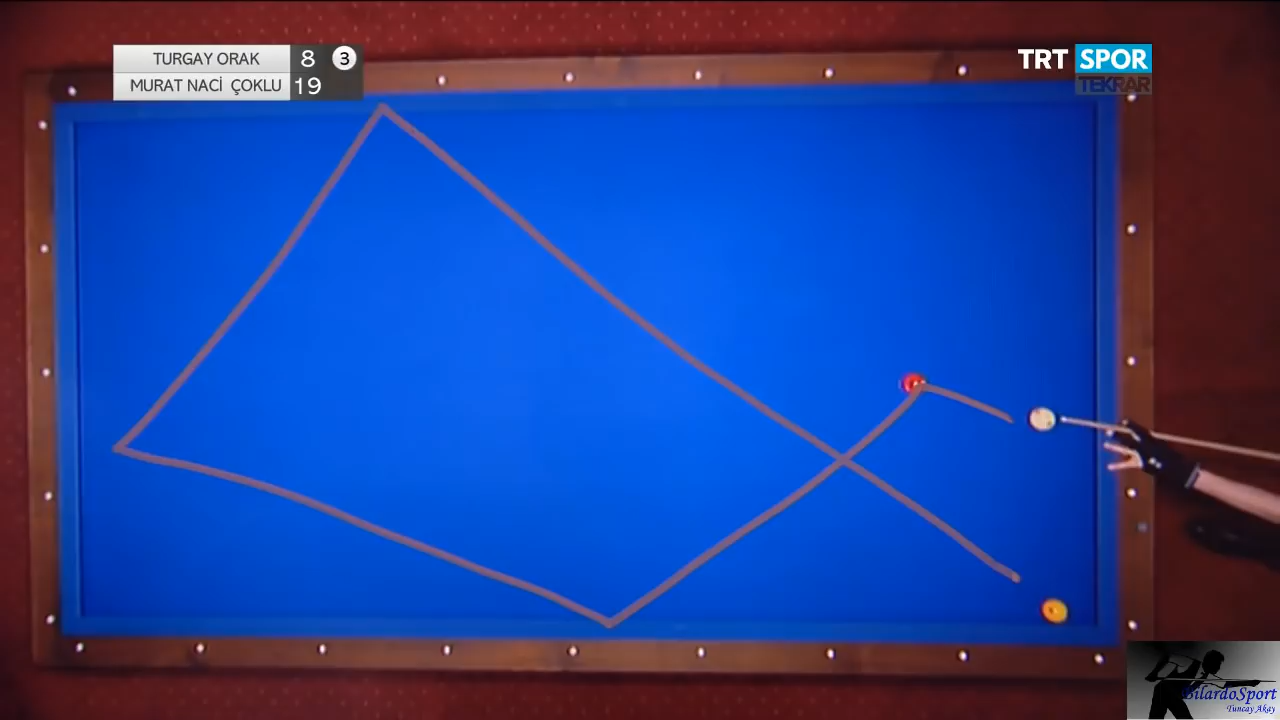 TURGAY ORAK 8 3
MURAT NACİ ÇOKLU 19
TRT SPOR
TEKRAR
BilardoSport
Tuncay Akay